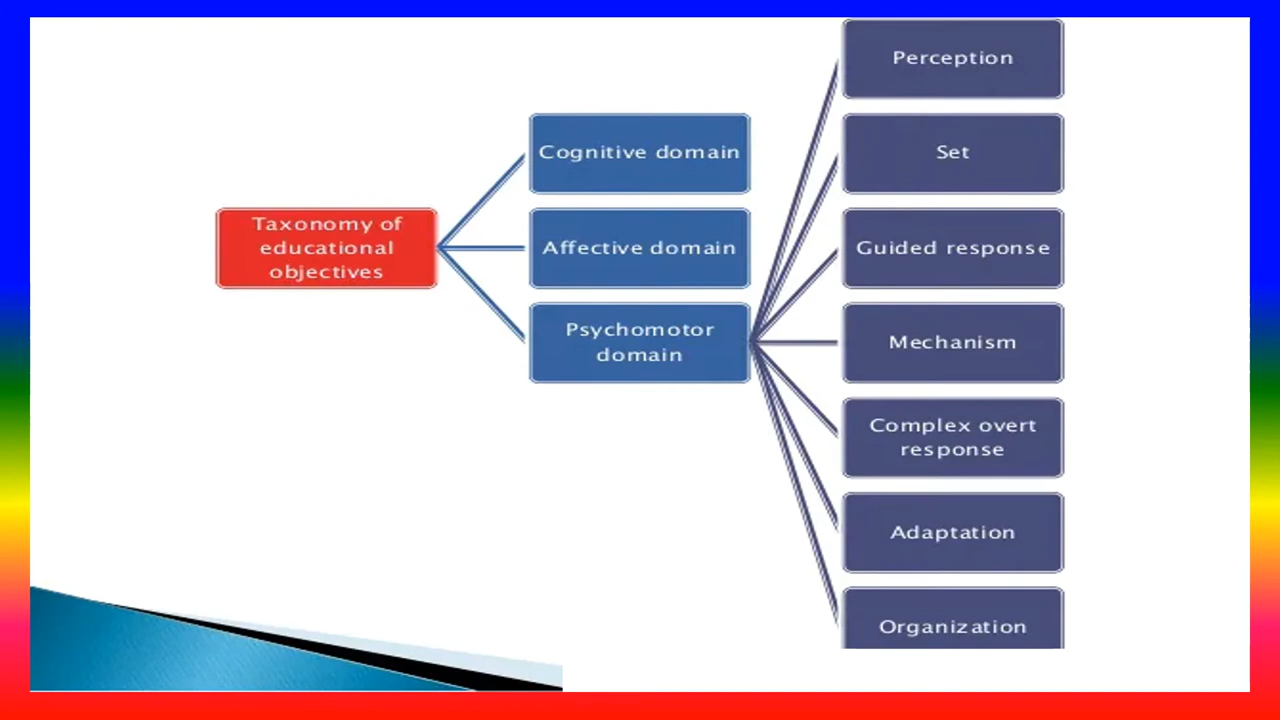 Taxonomy of
educational
objectives
Cognitive domain
Affective domain
Psychomotor
domain
Perception
Set
Guided response
Mechanism
Complex overt
response
Adaptation
Organization